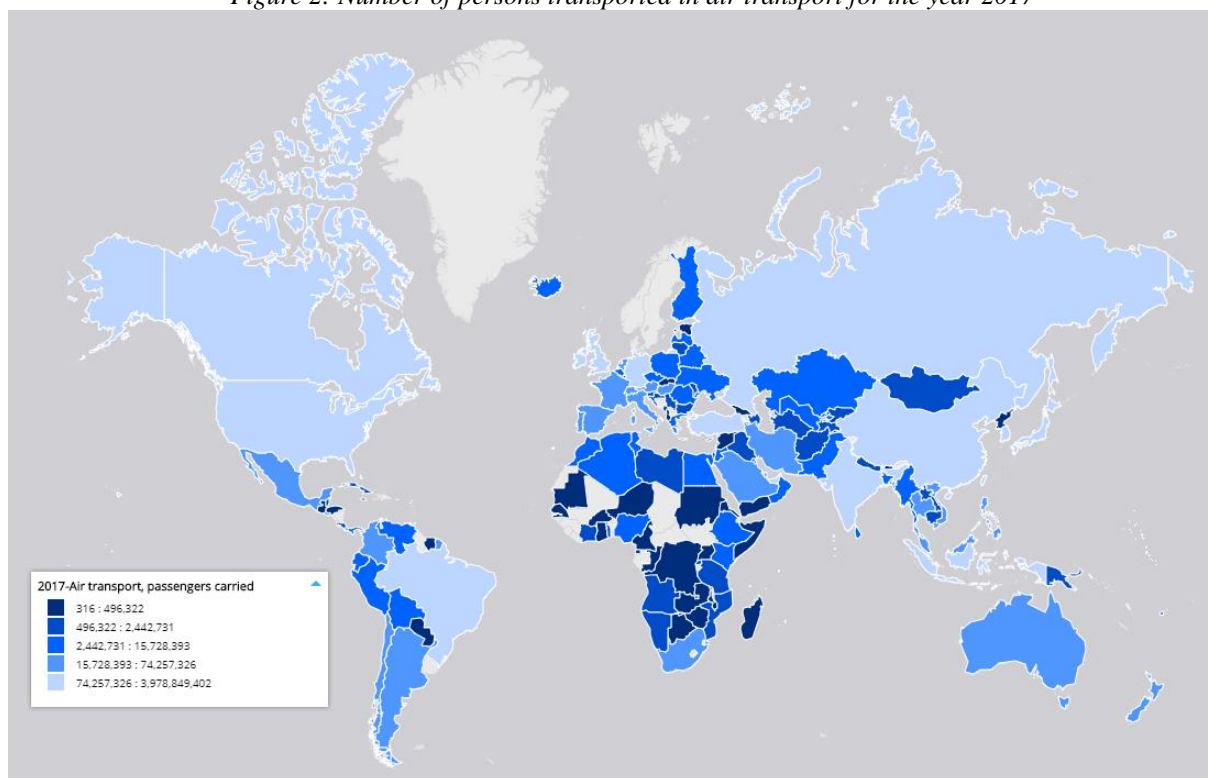 Figure 2: Number of persons transported in air transport for the year 2017
2017-Air transport, passengers carried
316 : 496,322
496,322 : 2,442,731
2,442,731 : 15,728,393
15,728,393 : 74,257,326
74,257,326 : 3,978,849,402